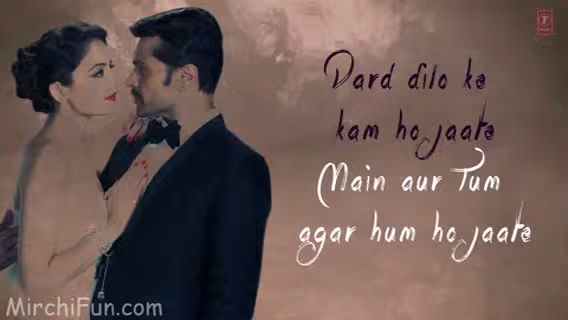 Dard dilo ke
kam ho jaate
Main aur Tum
agar hum ho jaate
MirchiFun.com